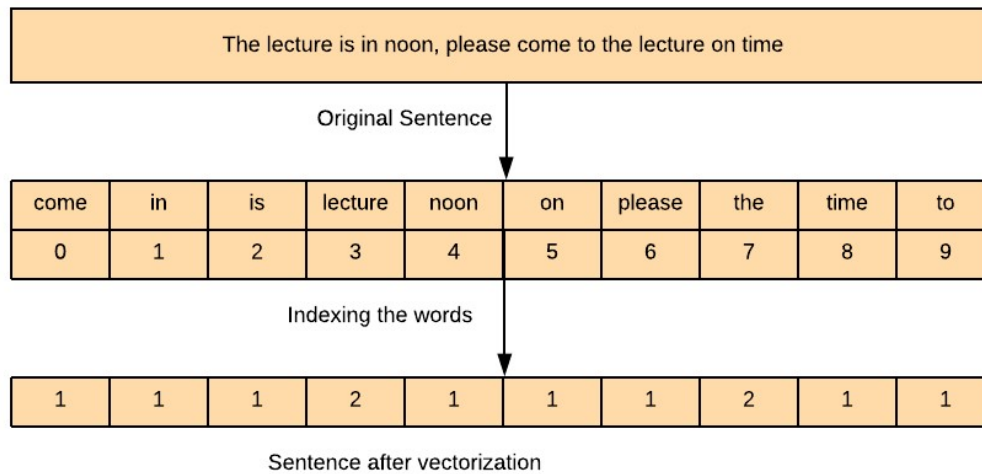 The lecture is in noon, please come to the lecture on time
Original Sentence
come in is lecture noon on please the time to
0 1 2 3 4 5 6 7 8 9
Indexing the words
1 1 1 2 1 1 1 2 1 1
Sentence after vectorization